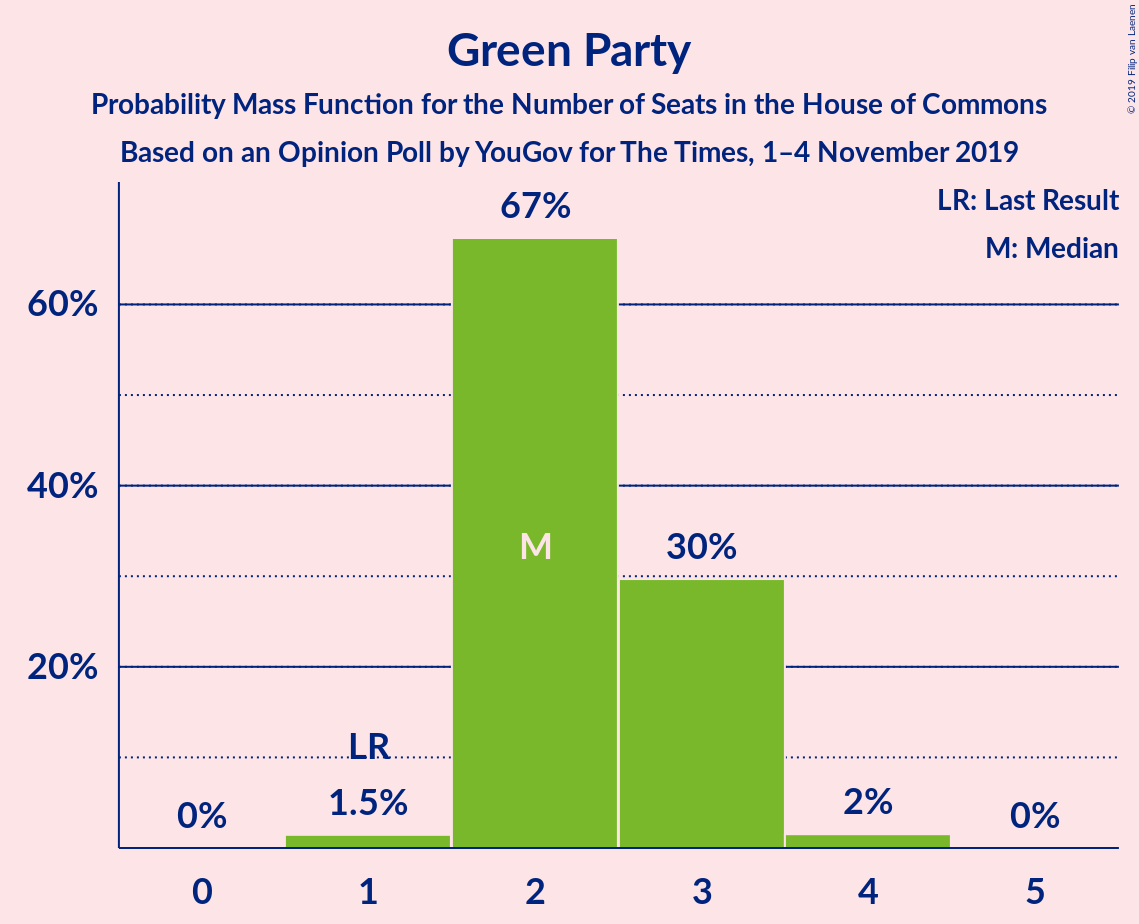 Green Party
Probability Mass Function for the Number of Seats in the House of Commons
Based on an Opinion Poll by YouGov for The Times, 1–4 November 2019
© 2019 Filip van Laenen
LR: Last Result
M: Median
67%
60%
40%
M
30%
20%
LR
0%
1.5%
2%
0%
0
1
2
3
4
5